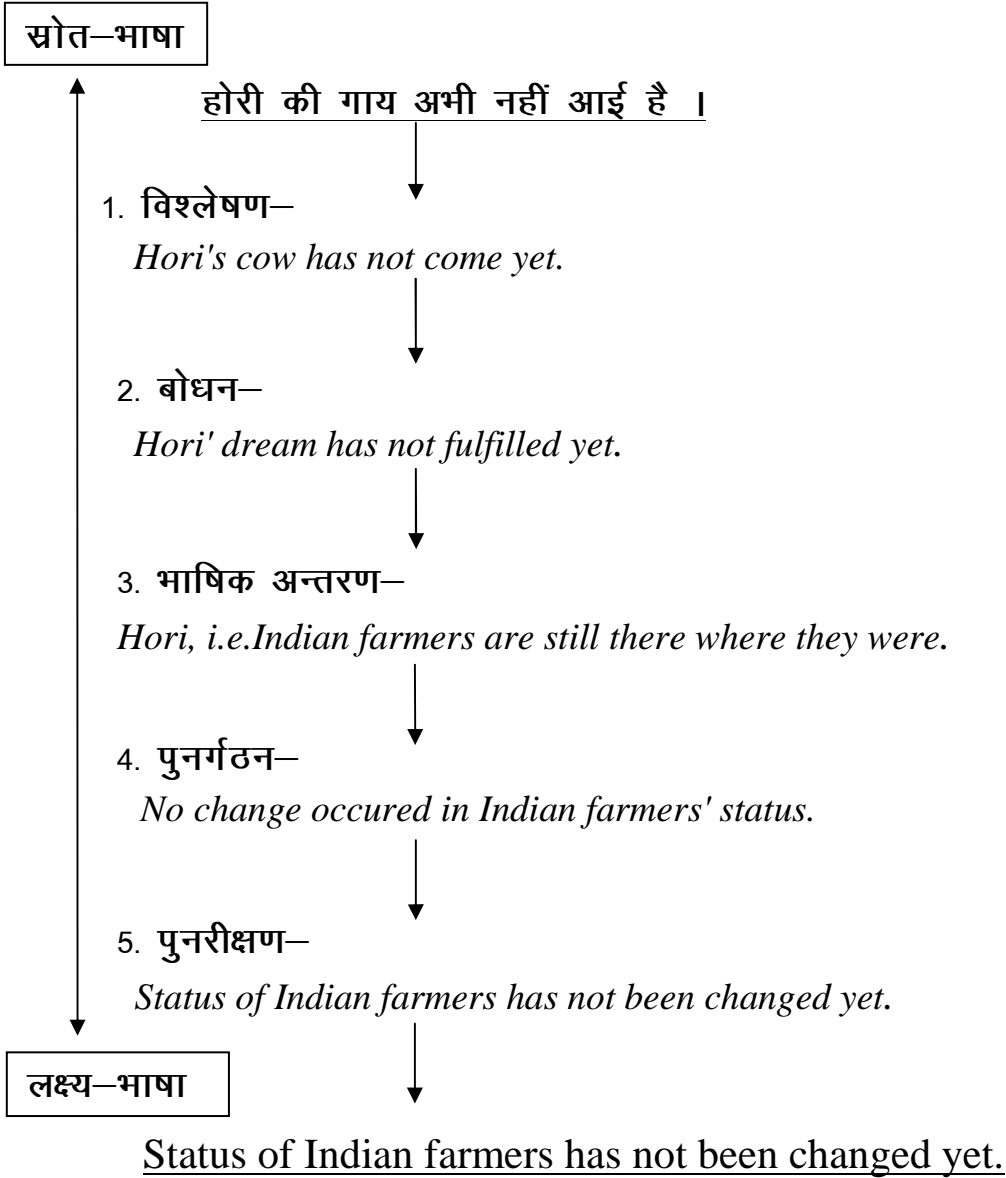 स्रोत–भाषा
होरी की गाय अभी नहीं आई है ।
1. विश्लेषण–
Hori's cow has not come yet.
2. बोधन–
Hori' dream has not fulfilled yet.
3. भाषिक अन्तरण–
Hori, i.e.Indian farmers are still there where they were.
4. पुनर्गठन–
No change occured in Indian farmers' status.
5. पुनरीक्षण–
Status of Indian farmers has not been changed yet.
लक्ष्य–भाषा
Status of Indian farmers has not been changed yet.